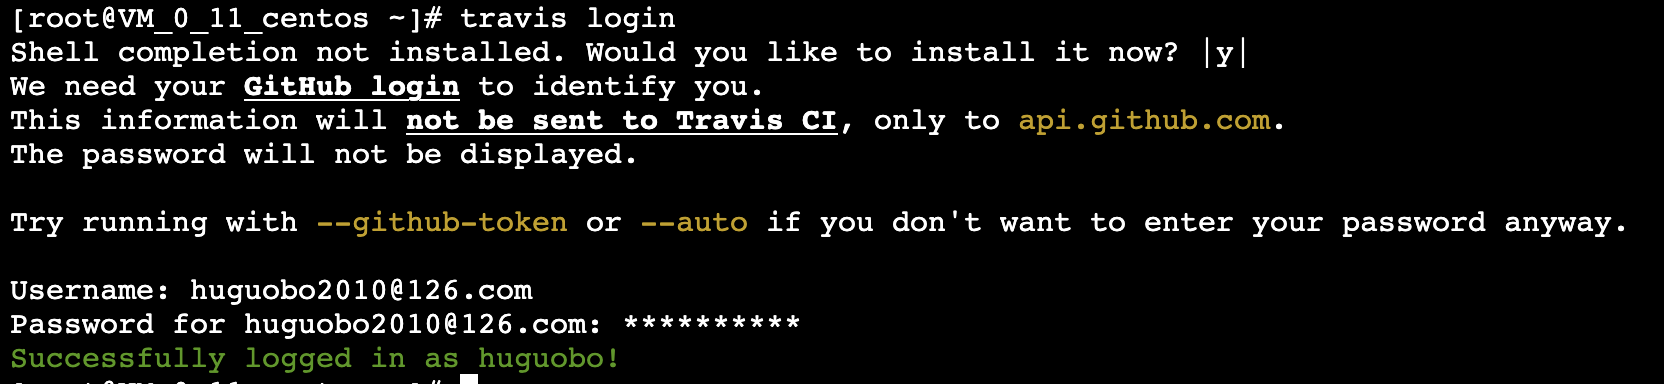 [root@VM_0_11_centos ~]# travis login
Shell completion not installed. Would you like to install it now? |y|
We need your GitHub login to identify you.
This information will not be sent to Travis CI, only to api.github.com.
The password will not be displayed.
Try running with --github-token or --auto if you don't want to enter your password anyway.
Username: huguobo2010@126.com
Password for huguobo2010@126.com: **********
Successfully logged in as huguobo!
[root@VM_0_11_centos ~]#